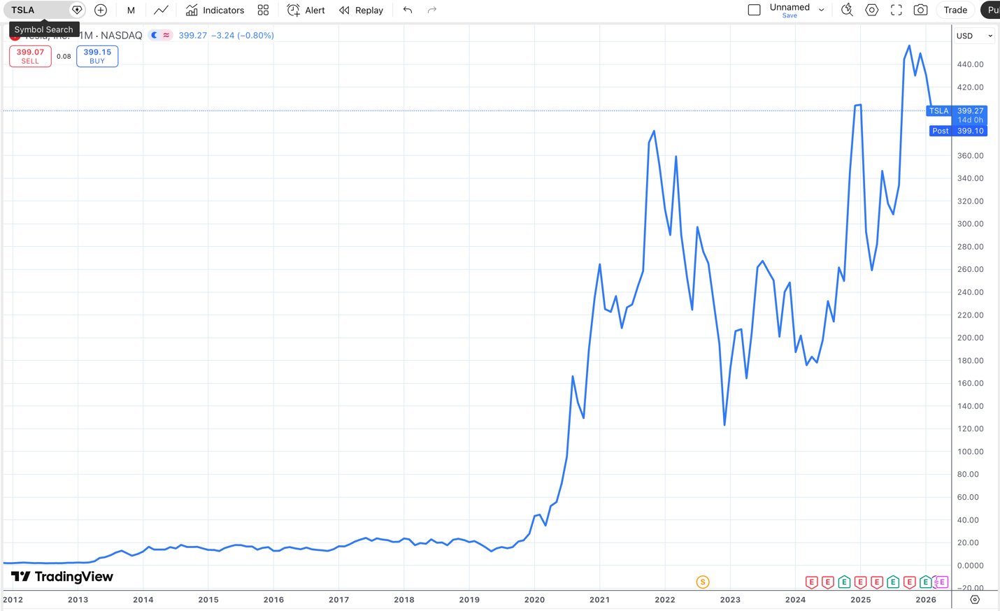 TSLA
M
Indicators
Alert
Replay
Unnamed
Save
Trade
Symbol Search
1M · NASDAQ
399.27 −3.24 (−0.80%)
USD
399.07
SELL
0.08
399.15
BUY
440.00
420.00
TSLA 399.27
14d 0h
Post 399.10
360.00
340.00
320.00
300.00
280.00
260.00
240.00
220.00
200.00
180.00
160.00
140.00
120.00
100.00
80.00
60.00
40.00
20.00
0.0000
−20.00
TradingView
S
E E E E E E E E E
2012 2013 2014 2015 2016 2017 2018 2019 2020 2021 2022 2023 2024 2025 2026